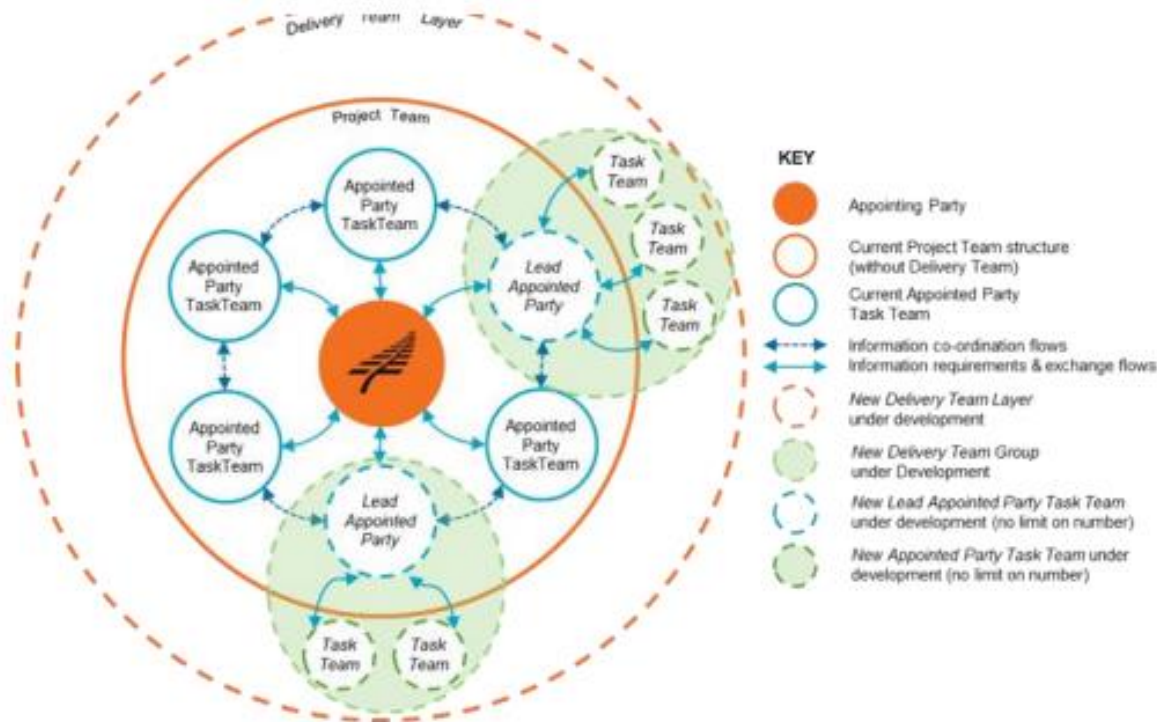 Delivery Team Layer
Project Team
Appointed
Party
TaskTeam
Task
Team
Task
Team
Task
Team
Lead
Appointed
Party
Appointed
Party
TaskTeam
Appointed
Party
TaskTeam
Appointed
Party
TaskTeam
Lead
Appointed
Party
Task
Team
Task
Team
KEY
Appointing Party
Current Project Team structure
(without Delivery Team)
Current Appointed Party
Task Team
Information co-ordination flows
Information requirements & exchange flows
New Delivery Team Layer
under development
New Delivery Team Group
under Development
New Lead Appointed Party Task Team
under development (no limit on number)
New Appointed Party Task Team under
development (no limit on number)